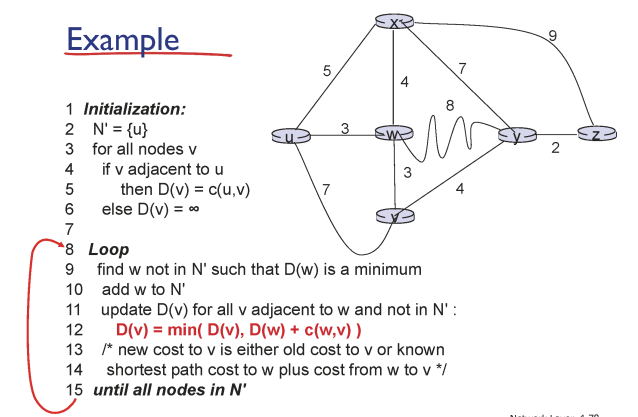 Example
1 Initialization:
2 N' = {u}
3 for all nodes v
4 if v adjacent to u
5 then D(v) = c(u,v)
6 else D(v) = ∞
7
8 Loop
9 find w not in N' such that D(w) is a minimum
10 add w to N'
11 update D(v) for all v adjacent to w and not in N' :
12 D(v) = min( D(v), D(w) + c(w,v) )
13 /* new cost to v is either old cost to v or known
14 shortest path cost to w plus cost from w to v */
15 until all nodes in N'
x
9
5
7
4
8
u
3
w
y
z
2
3
7
4
v